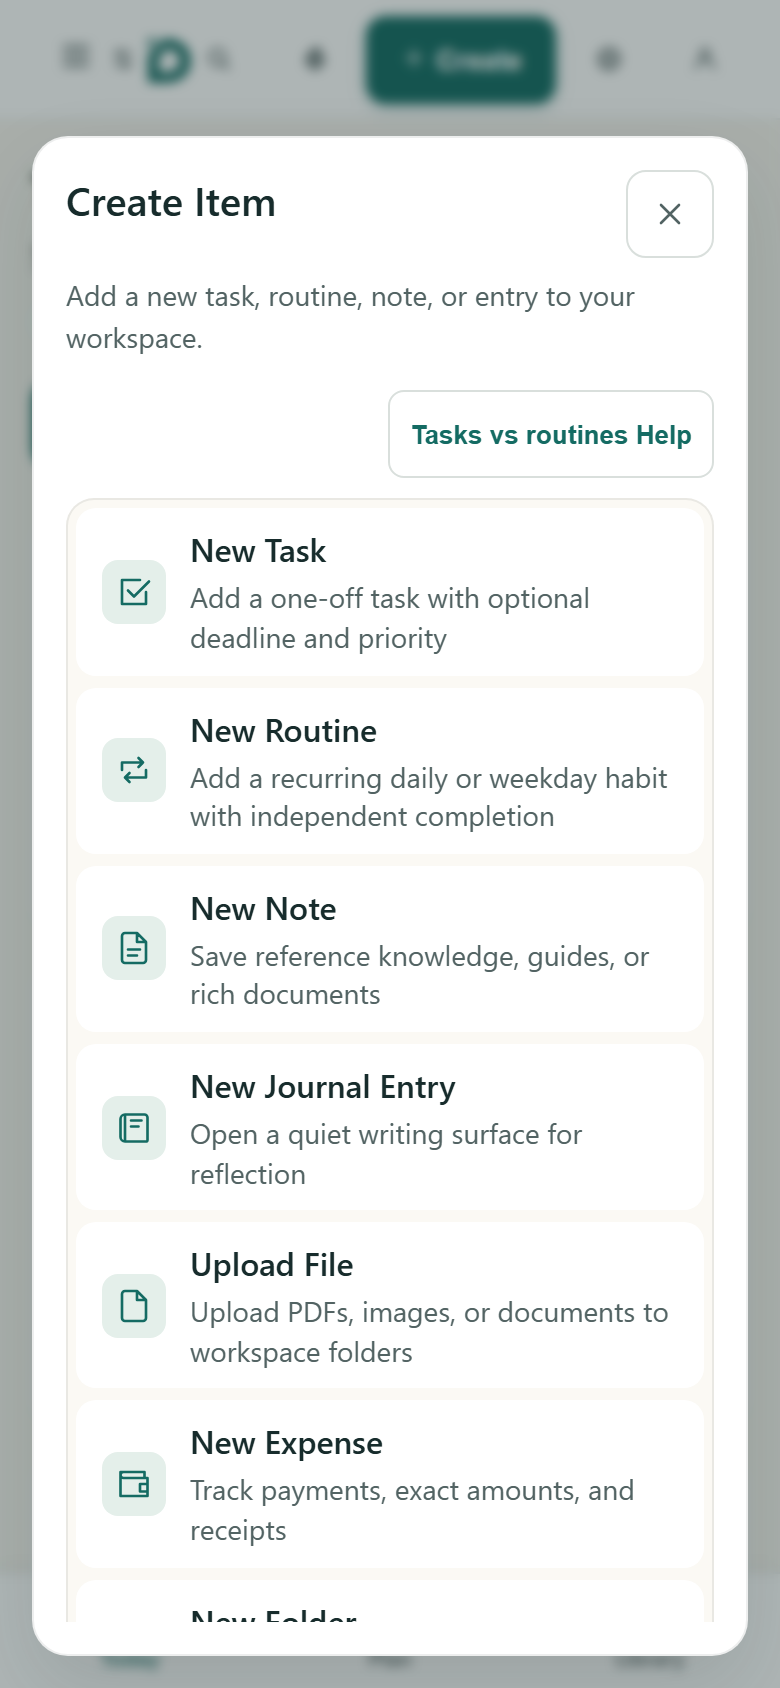 Create
Create Item
Add a new task, routine, note, or entry to your
workspace.
Tasks vs routines Help
New Task
Add a one-off task with optional
deadline and priority
New Routine
Add a recurring daily or weekday habit
with independent completion
New Note
Save reference knowledge, guides, or
rich documents
New Journal Entry
Open a quiet writing surface for
reflection
Upload File
Upload PDFs, images, or documents to
workspace folders
New Expense
Track payments, exact amounts, and
receipts
New Folder